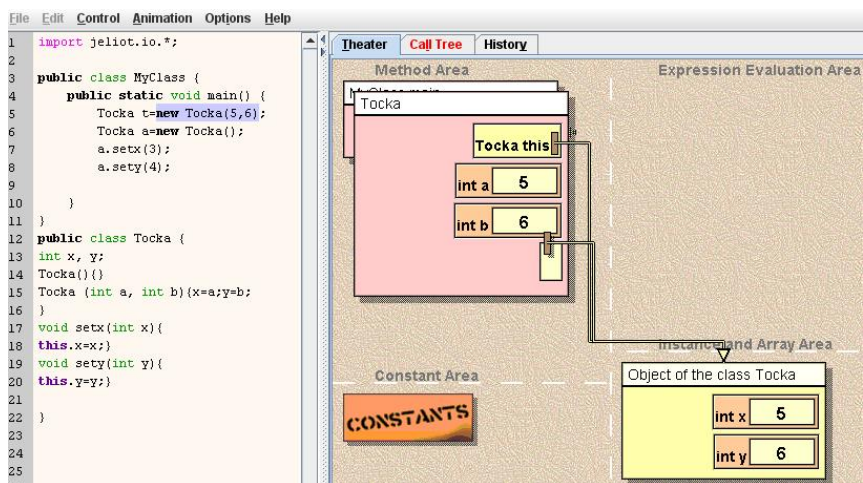 File Edit Control Animation Options Help
1 import jeliot.io.*;
2
3 public class MyClass {
4 public static void main() {
5 Tocka t=new Tocka(5,6);
6 Tocka a=new Tocka();
7 a.setx(3);
8 a.sety(4);
9
10 }
11 }
12 public class Tocka {
13 int x, y;
14 Tocka(){}
15 Tocka (int a, int b){x=a;y=b;
16 }
17 void setx(int x){
18 this.x=x;}
19 void sety(int y){
20 this.y=y;}
21
22 }
23
24
25
Theater Call Tree History
Method Area
Expression Evaluation Area
Tocka
Tocka this
int a 5
int b 6
Constant Area
CONSTANTS
Instance and Array Area
Object of the class Tocka
int x 5
int y 6